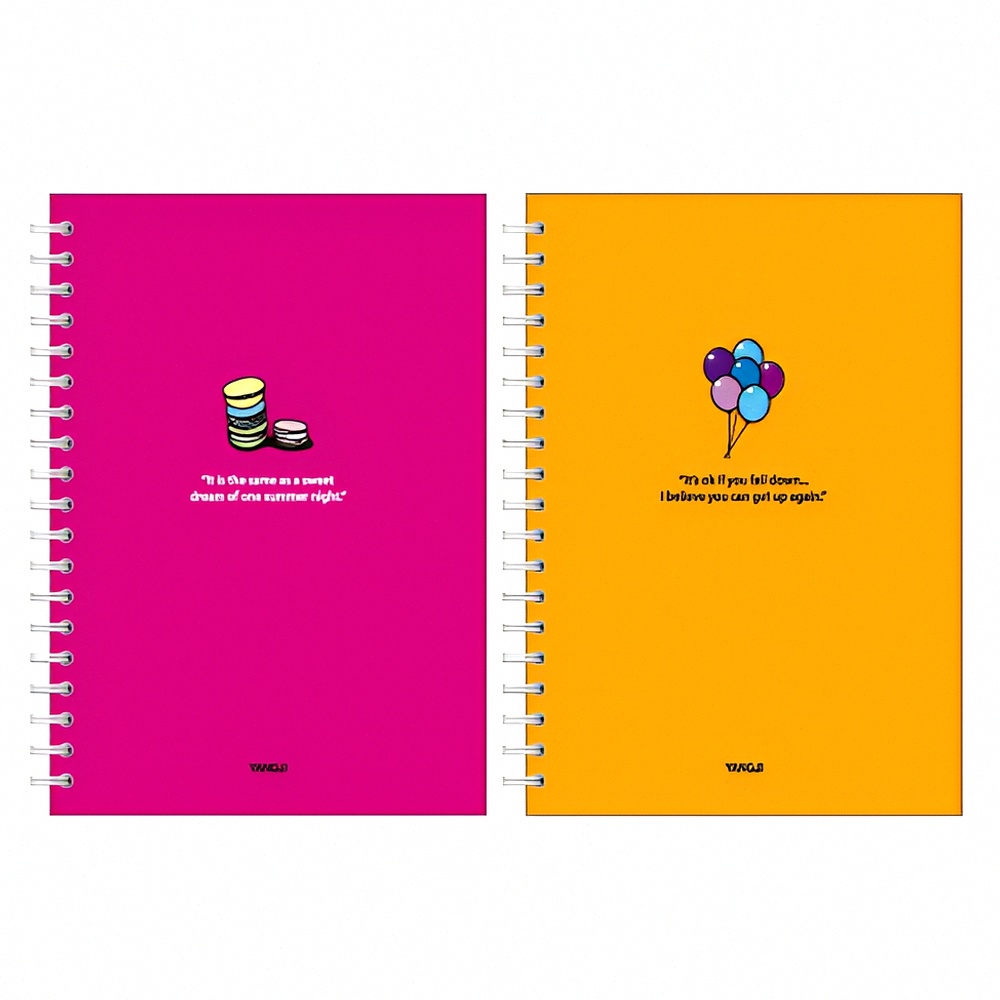 "It is the same as a sweet
dream of one summer night."
"It's ok if you fall down...
I believe you can get up again."